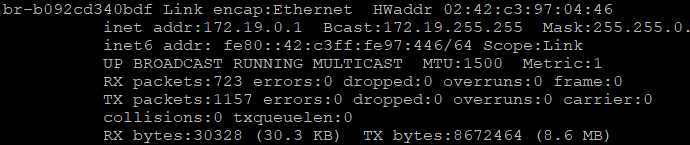 br-b092cd340bdf Link encap:Ethernet  HWaddr 02:42:c3:97:04:46
inet addr:172.19.0.1  Bcast:172.19.255.255  Mask:255.255.0.
inet6 addr: fe80::42:c3ff:fe97:446/64 Scope:Link
UP BROADCAST RUNNING MULTICAST  MTU:1500  Metric:1
RX packets:723 errors:0 dropped:0 overruns:0 frame:0
TX packets:1157 errors:0 dropped:0 overruns:0 carrier:0
collisions:0 txqueuelen:0
RX bytes:30328 (30.3 KB)  TX bytes:8672464 (8.6 MB)